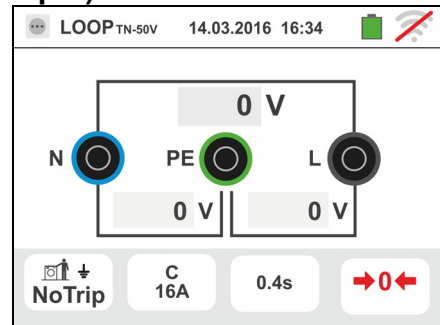 LOOP TN-50V 14.03.2016 16:34
0 V
N PE L
0 V 0 V
NoTrip C 0.4s →0←
16A